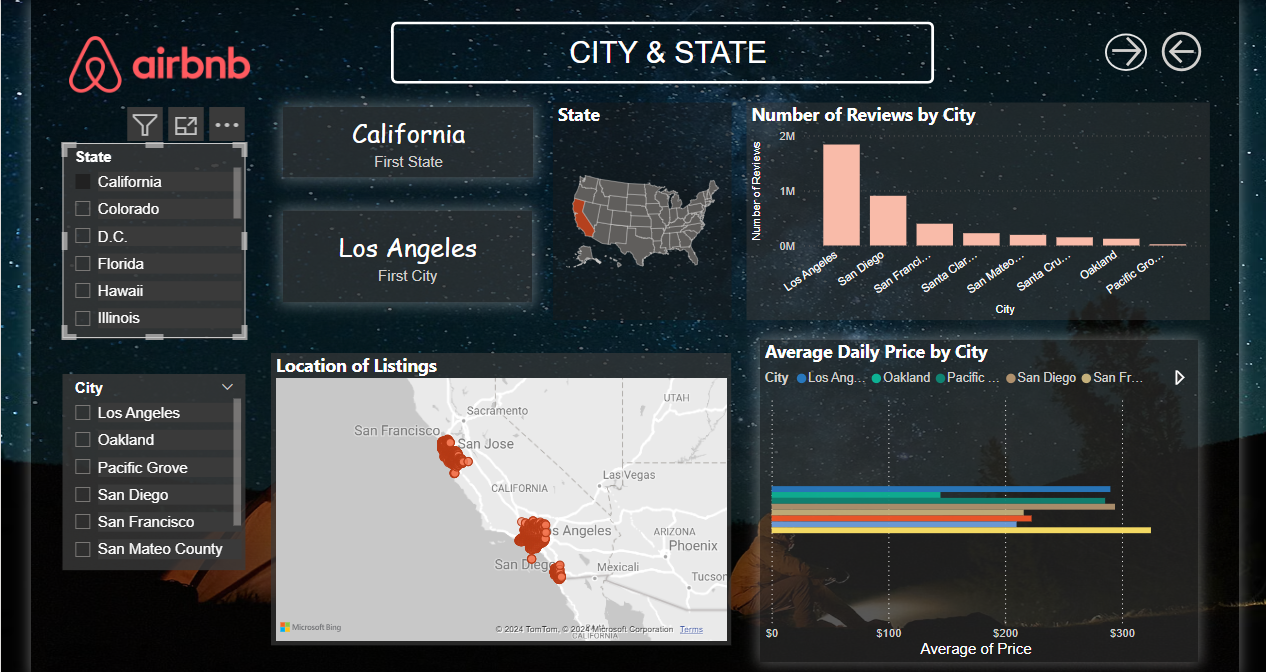 airbnb
CITY & STATE
State
California
Colorado
D.C.
Florida
Hawaii
Illinois
California
First State
Los Angeles
First City
State
Number of Reviews by City
Number of Reviews
2M
1M
0M
Los Angeles
San Diego
San Franci...
Santa Clar...
San Mateo...
Santa Cru...
Oakland
Pacific Gro...
City
City
Los Angeles
Oakland
Pacific Grove
San Diego
San Francisco
San Mateo County
Location of Listings
UTAH
Sacramento
San Francisco
San Jose
Las Vegas
CALIFORNIA
os Angeles
ARIZONA
Phoenix
San Diego
Mexicali
Tucson
Microsoft Bing
© 2024 TomTom, © 2024 Microsoft Corporation Terms
CALIFORNIA
Average Daily Price by City
City Los Ang... Oakland Pacific ... San Diego San Fr...
$0 $100 $200 $300
Average of Price